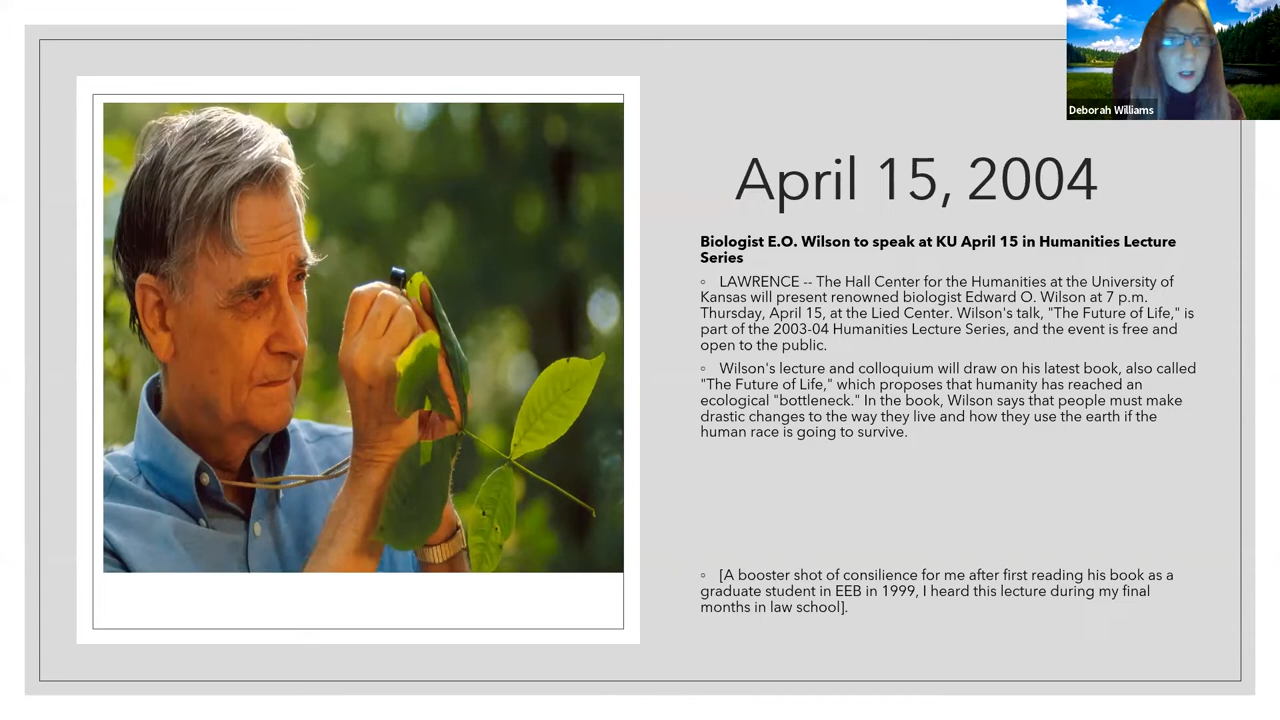 Deborah Williams
April 15, 2004
Biologist E.O. Wilson to speak at KU April 15 in Humanities Lecture
Series
◦ LAWRENCE -- The Hall Center for the Humanities at the University of
Kansas will present renowned biologist Edward O. Wilson at 7 p.m.
Thursday, April 15, at the Lied Center. Wilson's talk, "The Future of Life," is
part of the 2003-04 Humanities Lecture Series, and the event is free and
open to the public.
◦ Wilson's lecture and colloquium will draw on his latest book, also called
"The Future of Life," which proposes that humanity has reached an
ecological "bottleneck." In the book, Wilson says that people must make
drastic changes to the way they live and how they use the earth if the
human race is going to survive.
◦ [A booster shot of consilience for me after first reading his book as a
graduate student in EEB in 1999, I heard this lecture during my final
months in law school].